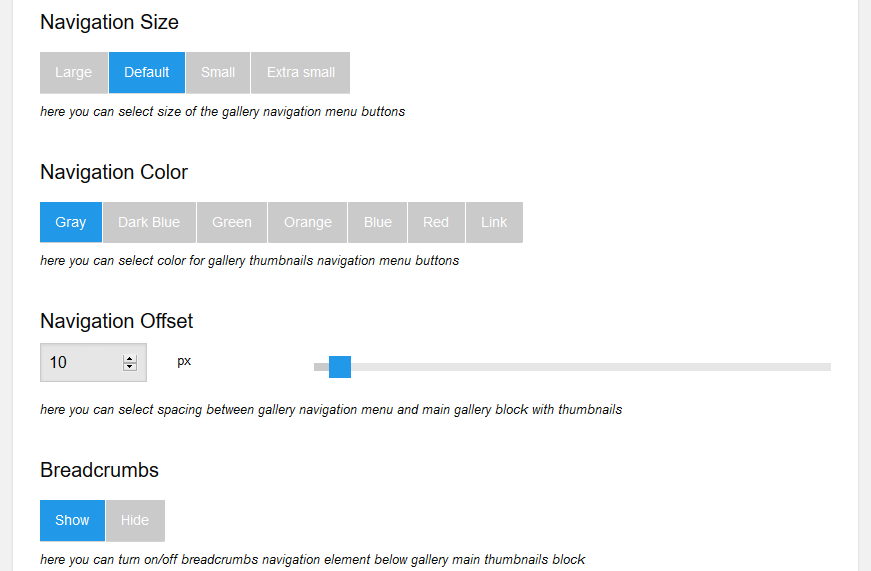 Navigation Size
Large Default Small Extra small
here you can select size of the gallery navigation menu buttons
Navigation Color
Gray Dark Blue Green Orange Blue Red Link
here you can select color for gallery thumbnails navigation menu buttons
Navigation Offset
10 px
here you can select spacing between gallery navigation menu and main gallery block with thumbnails
Breadcrumbs
Show Hide
here you can turn on/off breadcrumbs navigation element below gallery main thumbnails block